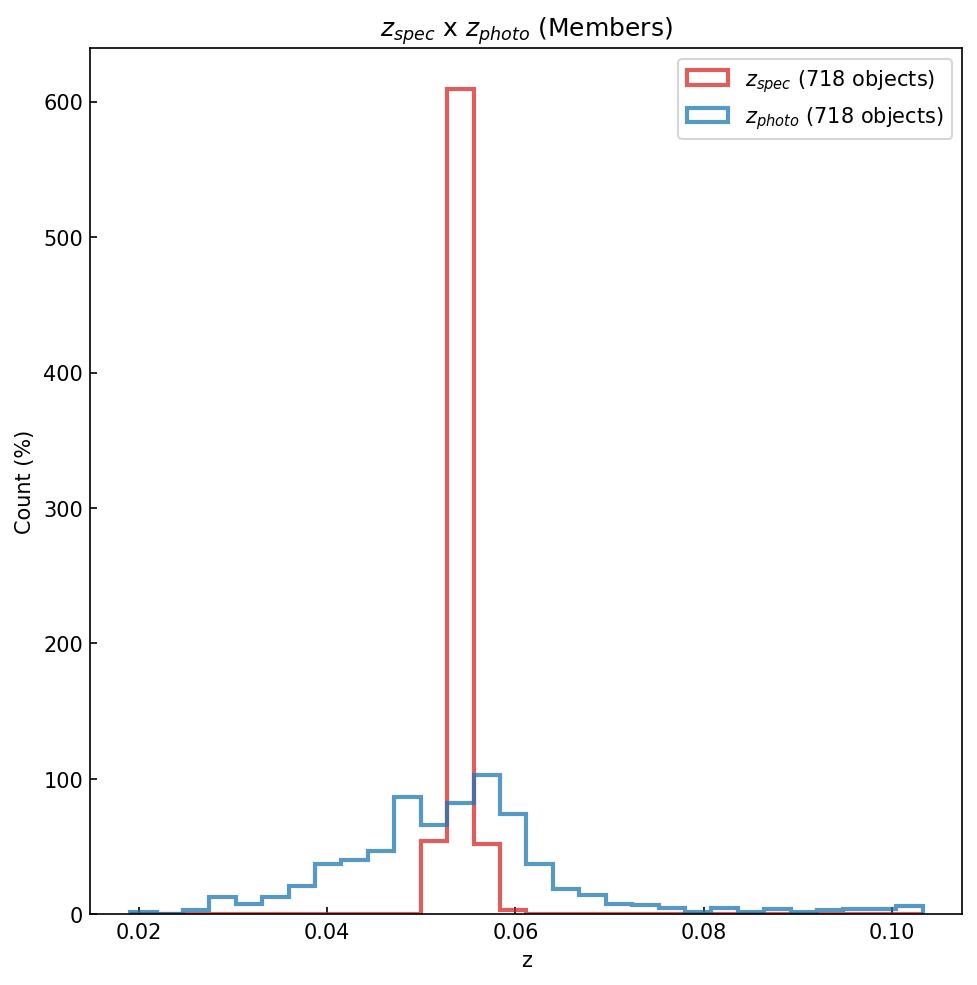 z_spec x z_photo (Members)
z_spec (718 objects)
z_photo (718 objects)
600
500
400
300
200
100
0
Count (%)
0.02 0.04 0.06 0.08 0.10
z